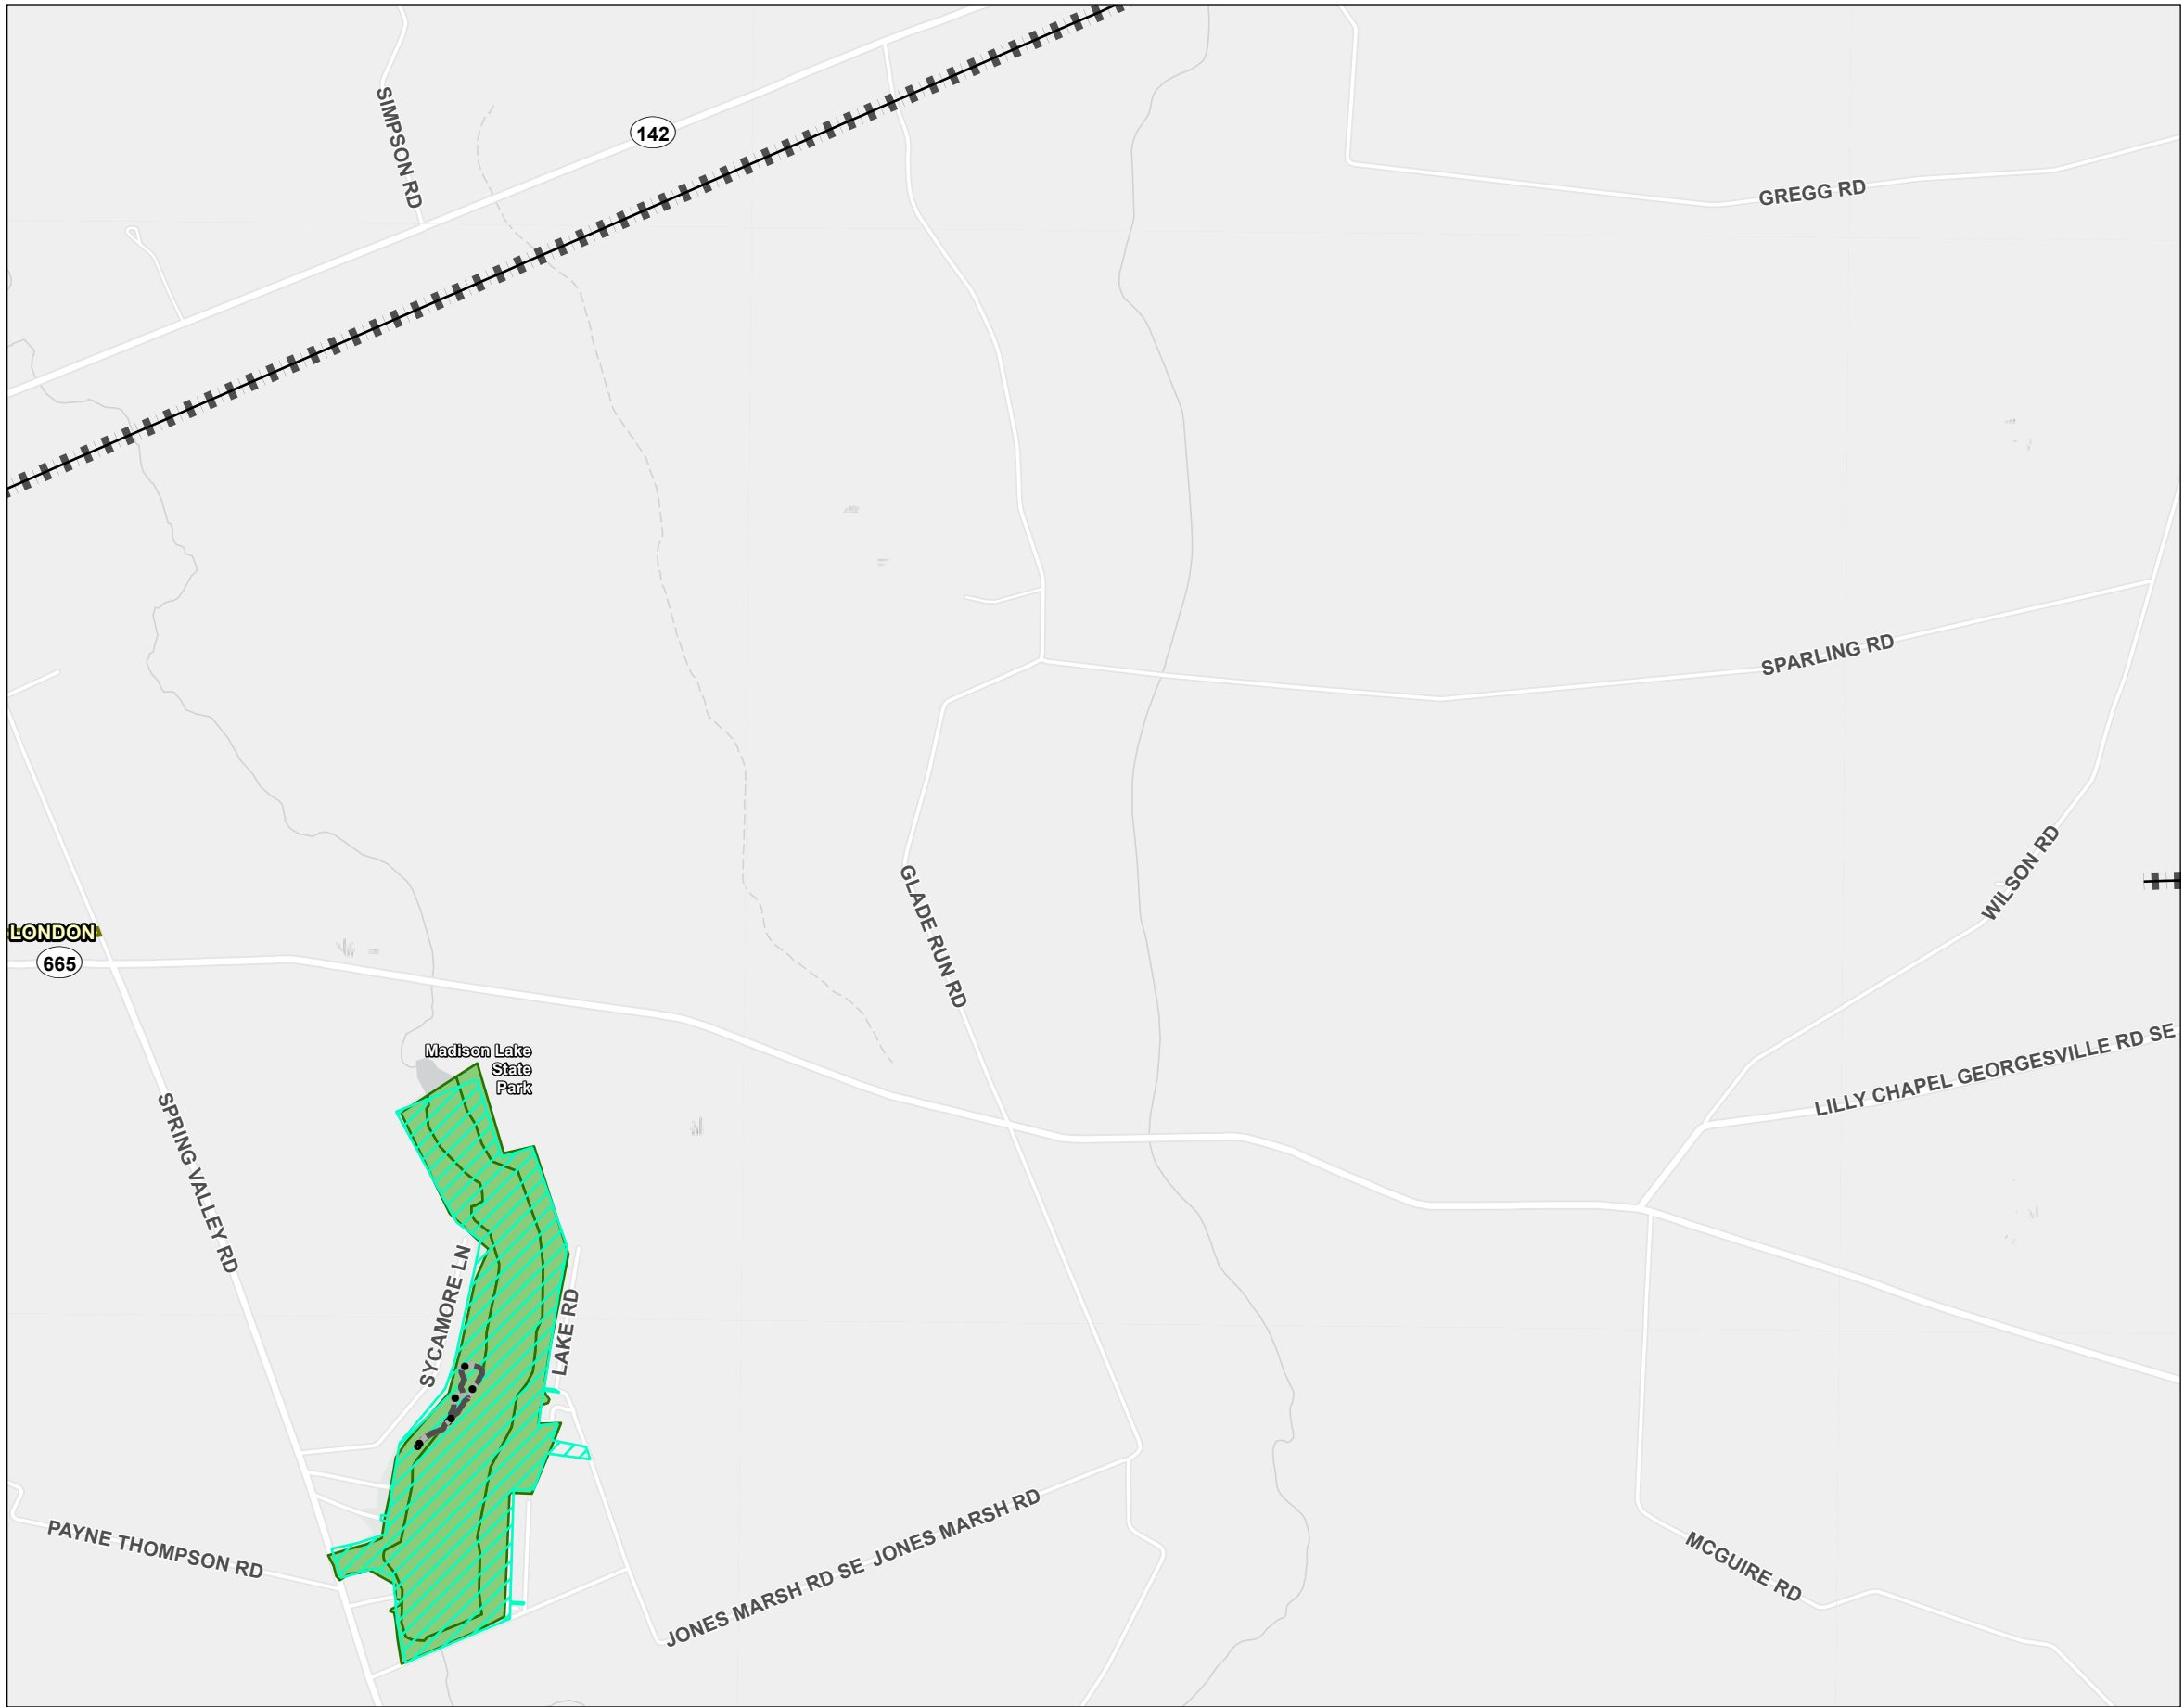 SIMPSON RD
142
GREGG RD
SPARLING RD
WILSON RD
GLADE RUN RD
LONDON
665
LILLY CHAPEL GEORGESVILLE RD SE
Madison Lake
State
Park
SPRING VALLEY RD
SYCAMORE LN
LAKE RD
PAYNE THOMPSON RD
JONES MARSH RD SE
JONES MARSH RD
MCGUIRE RD